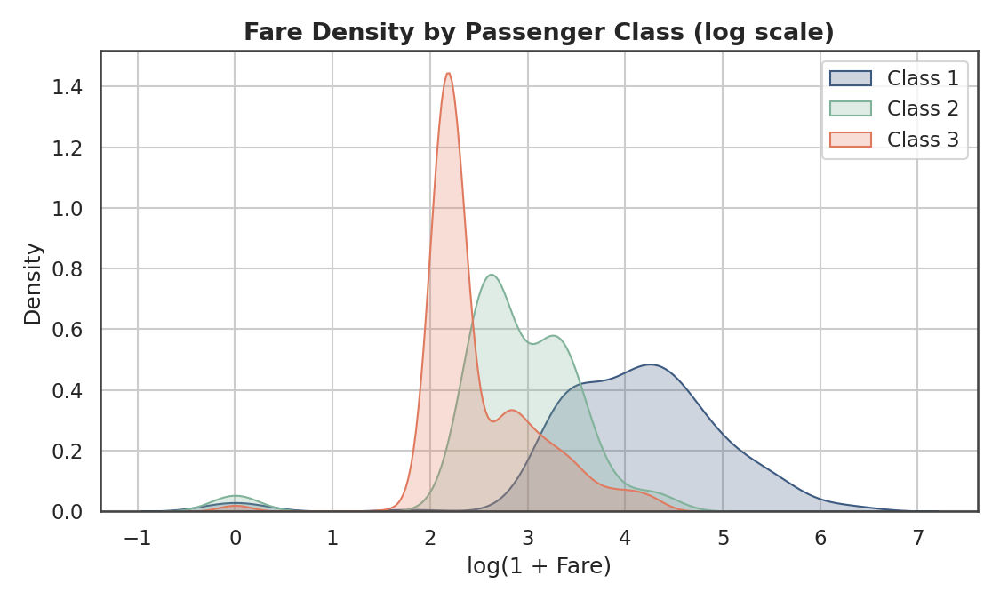 Fare Density by Passenger Class (log scale)
Class 1
Class 2
Class 3
Density
1.4
1.2
1.0
0.8
0.6
0.4
0.2
0.0
−1 0 1 2 3 4 5 6 7
log(1 + Fare)